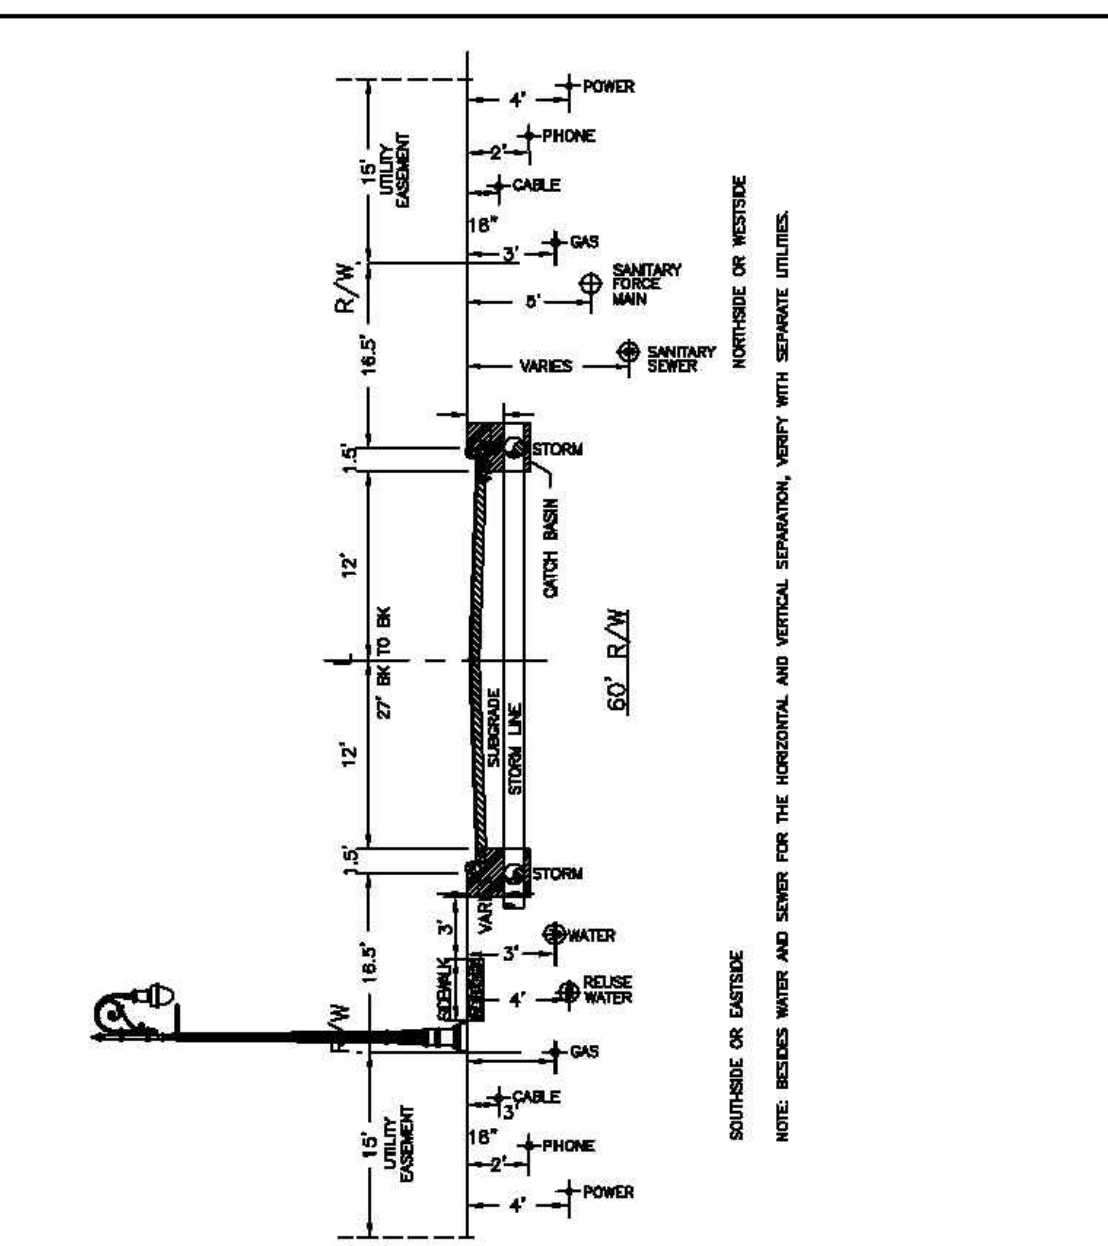 POWER
4'
PHONE
2'
CABLE
18"
GAS
3'
SANITARY
FORCE
MAIN
5'
SANITARY
SEWER
VARIES
STORM
CATCH BASIN
15'
UTILITY
EASEMENT
R/W
16.5'
1.5'
12'
27' BK TO BK
12'
1.5'
16.5'
R/W
15'
UTILITY
EASEMENT
SUBGRADE
STORM LINE
60' R/W
STORM
VARI
3'
SIDEWALK
WATER
3'
REUSE
WATER
4'
GAS
CABLE
3'
18"
PHONE
2'
POWER
4'
NORTHSIDE OR WESTSIDE
SOUTHSIDE OR EASTSIDE
NOTE: BESIDES WATER AND SEWER FOR THE HORIZONTAL AND VERTICAL SEPARATION, VERIFY WITH SEPARATE UTILITIES.